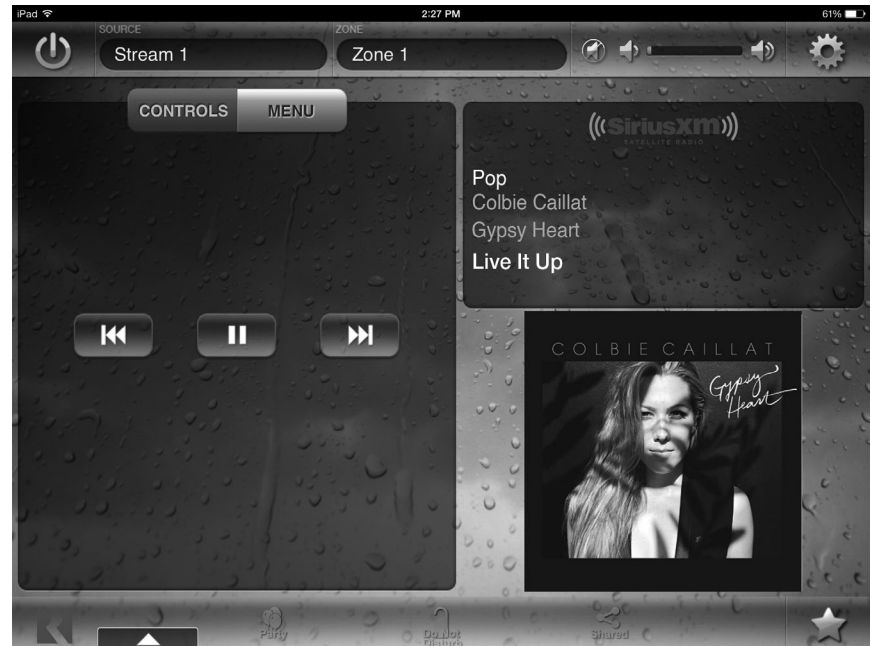 iPad 2:27 PM 61%
SOURCE ZONE
Stream 1 Zone 1
CONTROLS MENU
((SiriusXM))
SATELLITE RADIO
Pop
Colbie Caillat
Gypsy Heart
Live It Up
COLBIE CAILLAT
Gypsy
Heart
Party Do Not Shared
Disturb